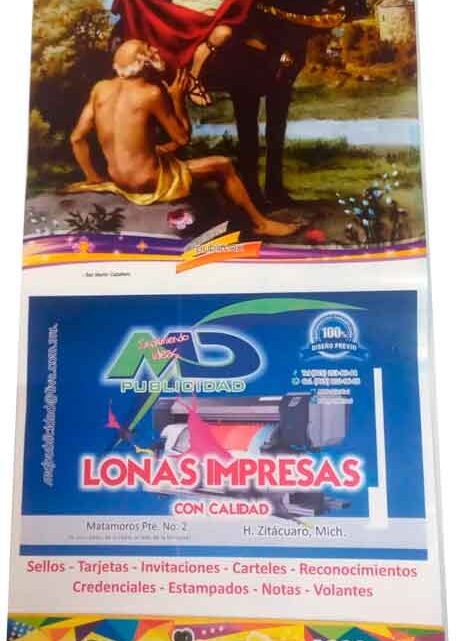 - San Martín Caballero
Sugiriendo
Ideas
MD
PUBLICIDAD
100%
DISEÑO PREVIO
LONAS IMPRESAS
CON CALIDAD
Matamoros Pte. No. 2
H. Zitácuaro, Mich.
Sellos - Tarjetas - Invitaciones - Carteles - Reconocimientos
Credenciales - Estampados - Notas - Volantes